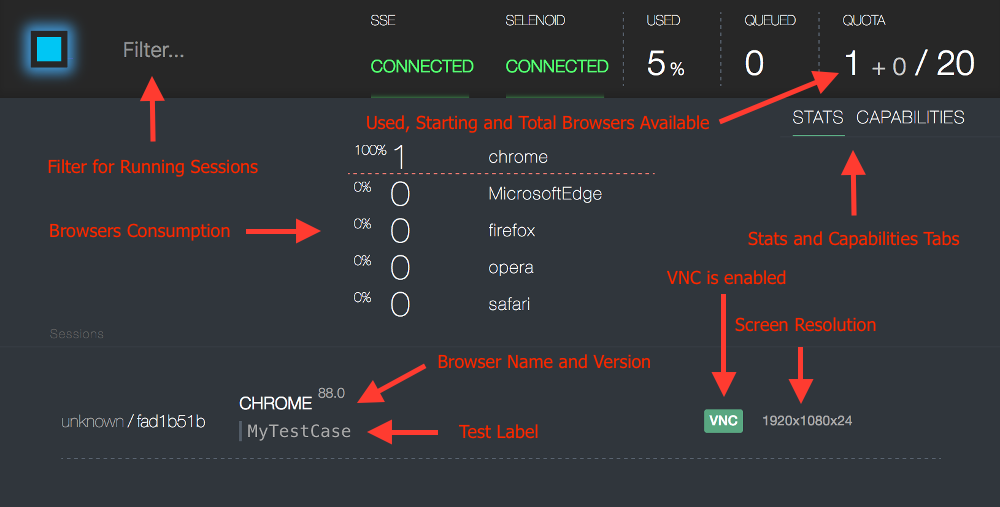 SSE SELENOID USED QUEUED QUOTA
Filter... CONNECTED CONNECTED 5 % 0 1 + 0 / 20
Used, Starting and Total Browsers Available
STATS CAPABILITIES
Filter for Running Sessions
100% 1 chrome
0% 0 MicrosoftEdge
Browsers Consumption
0% 0 firefox
Stats and Capabilities Tabs
0% 0 opera
VNC is enabled
0% 0 safari
Screen Resolution
Sessions
Browser Name and Version
CHROME 88.0
unknown / fad1b51b
MyTestCase
Test Label
VNC 1920x1080x24